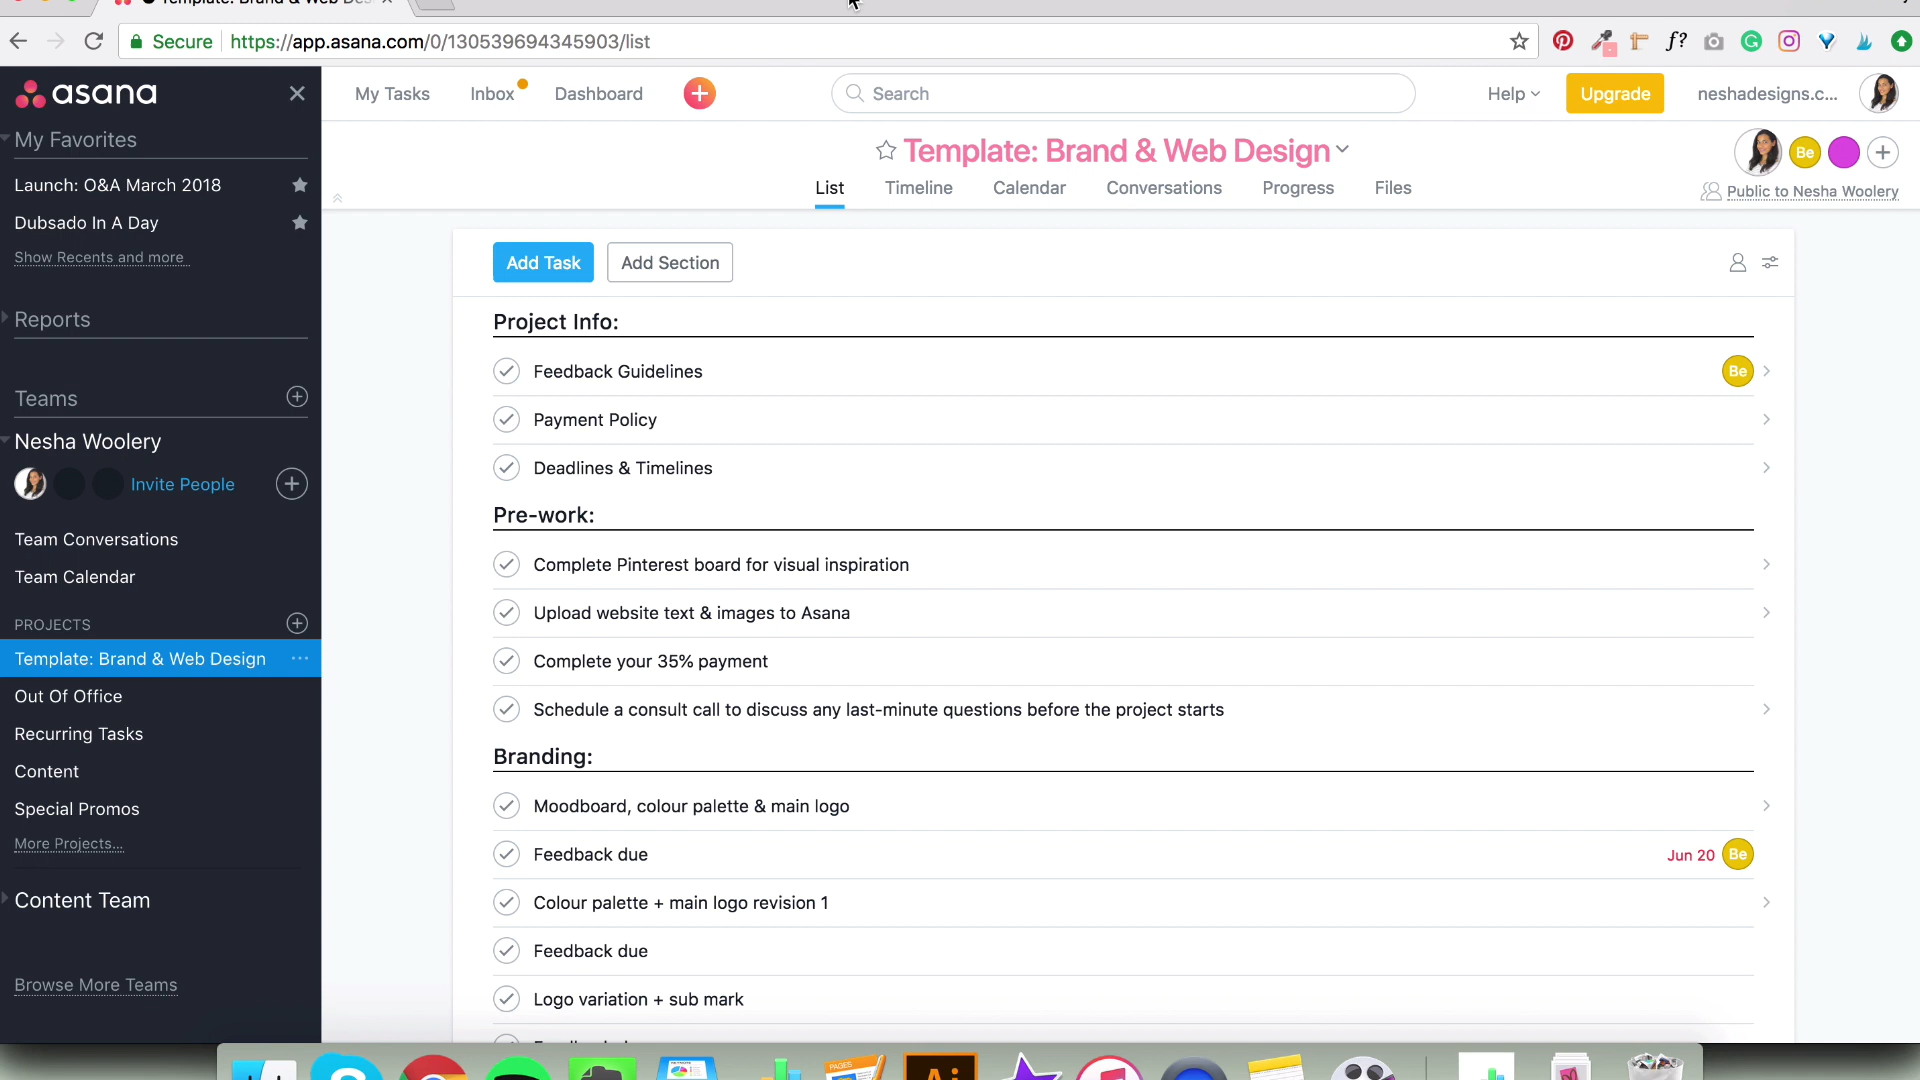 Template: Brand & Web Des
Secure https://app.asana.com/0/130539694345903/list
f?
asana
My Tasks
Inbox
Dashboard
Search
Help
Upgrade
neshadesigns.c...
My Favorites
Launch: O&A March 2018
Dubsado In A Day
Show Recents and more
Reports
Teams
Nesha Woolery
Invite People
Team Conversations
Team Calendar
PROJECTS
Template: Brand & Web Design
Out Of Office
Recurring Tasks
Content
Special Promos
More Projects...
Content Team
Browse More Teams
Template: Brand & Web Design
Be
List
Timeline
Calendar
Conversations
Progress
Files
Public to Nesha Woolery
Add Task
Add Section
Project Info:
Feedback Guidelines
Be
Payment Policy
Deadlines & Timelines
Pre-work:
Complete Pinterest board for visual inspiration
Upload website text & images to Asana
Complete your 35% payment
Schedule a consult call to discuss any last-minute questions before the project starts
Branding:
Moodboard, colour palette & main logo
Feedback due
Jun 20
Be
Colour palette + main logo revision 1
Feedback due
Logo variation + sub mark
PAGES
Ai